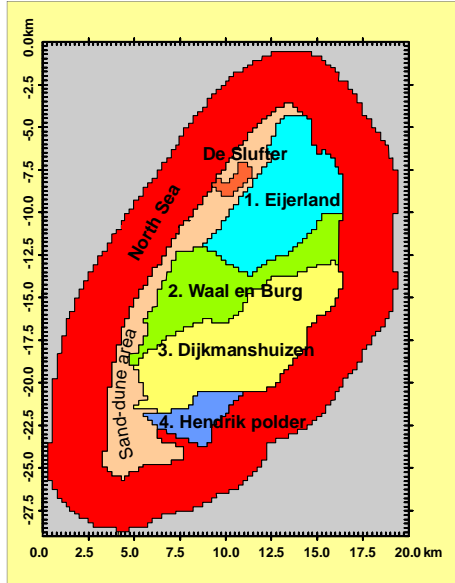 0.0km
-2.5
-5.0
-7.5
-10.0
-12.5
-15.0
-17.5
-20.0
-22.5
-25.0
-27.5
De Slufter
1. Eijerland
North Sea
2. Waal en Burg
3. Dijkmanshuizen
Sand-dune area
4. Hendrik polder
0.0 2.5 5.0 7.5 10.0 12.5 15.0 17.5 20.0 km